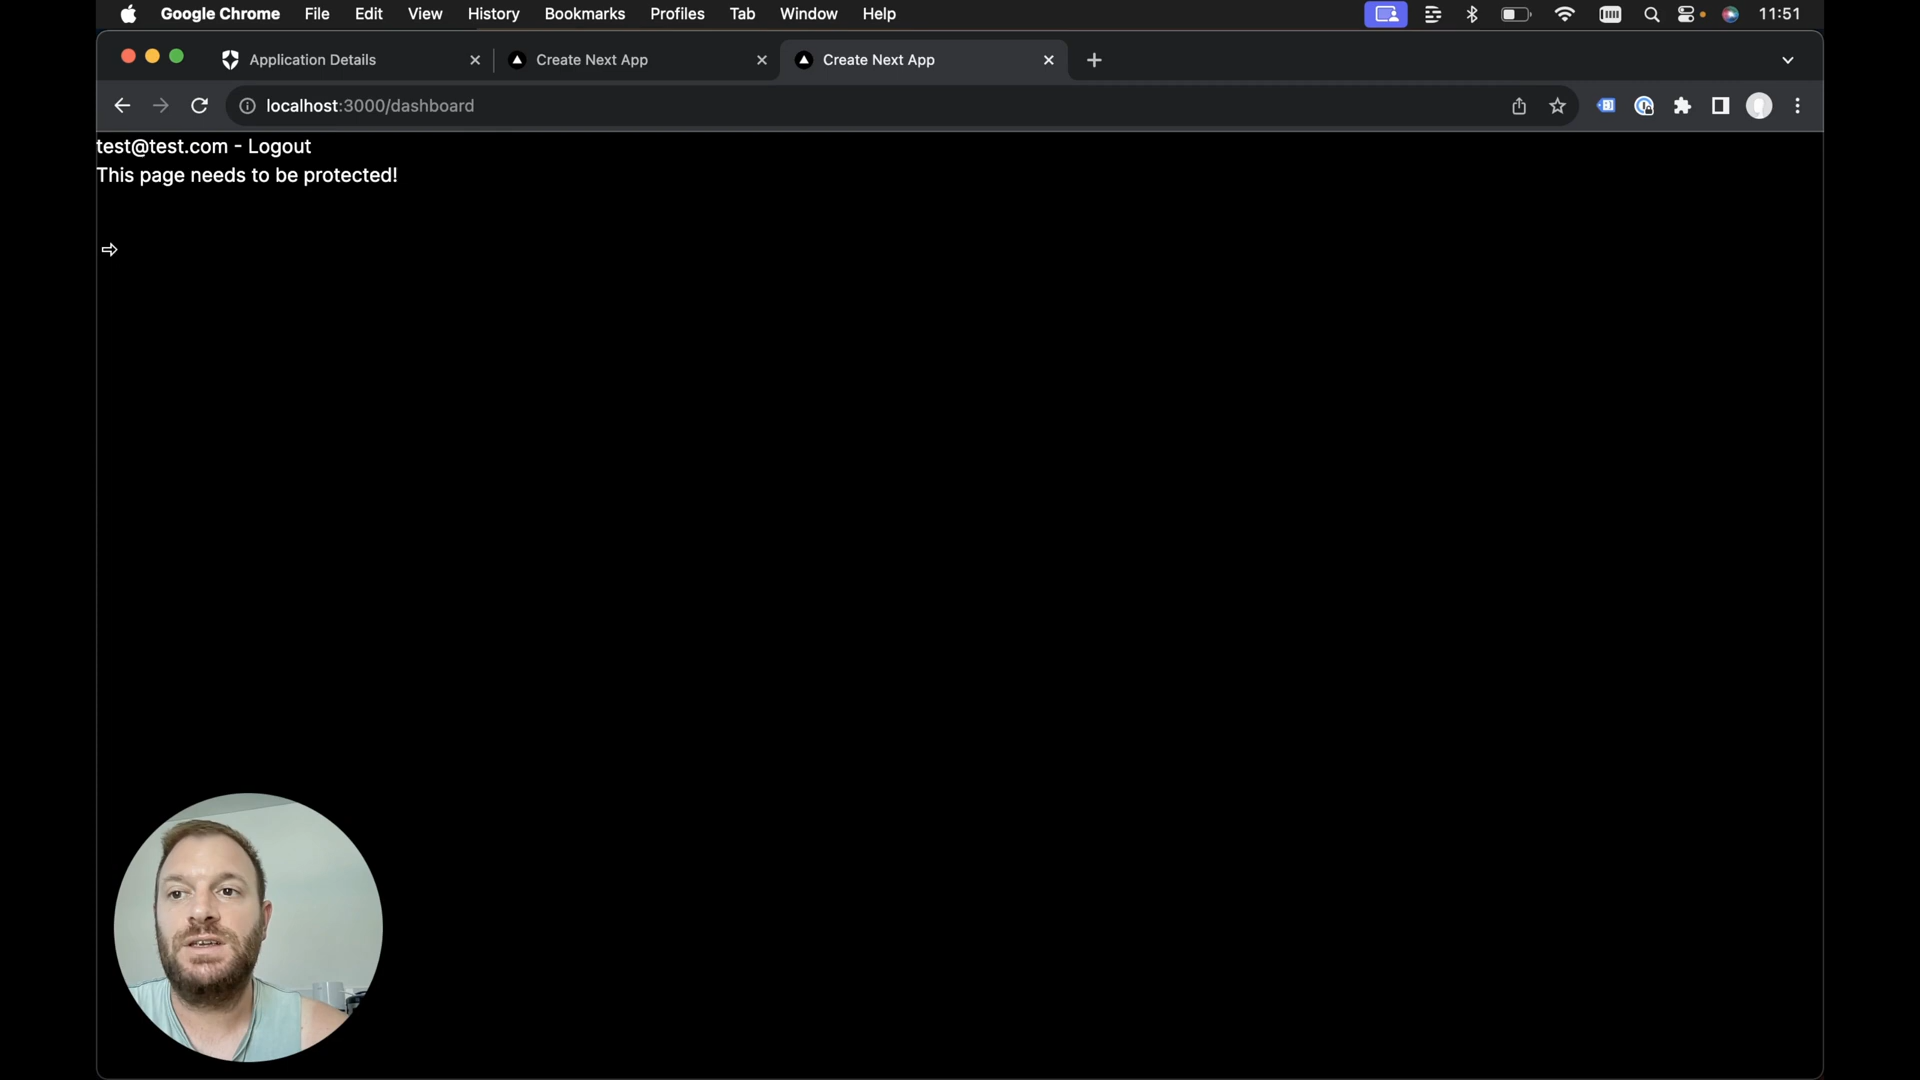 Google Chrome File Edit View History Bookmarks Profiles Tab Window Help 11:51
Application Details Create Next App Create Next App
localhost:3000/dashboard
test@test.com - Logout
This page needs to be protected!